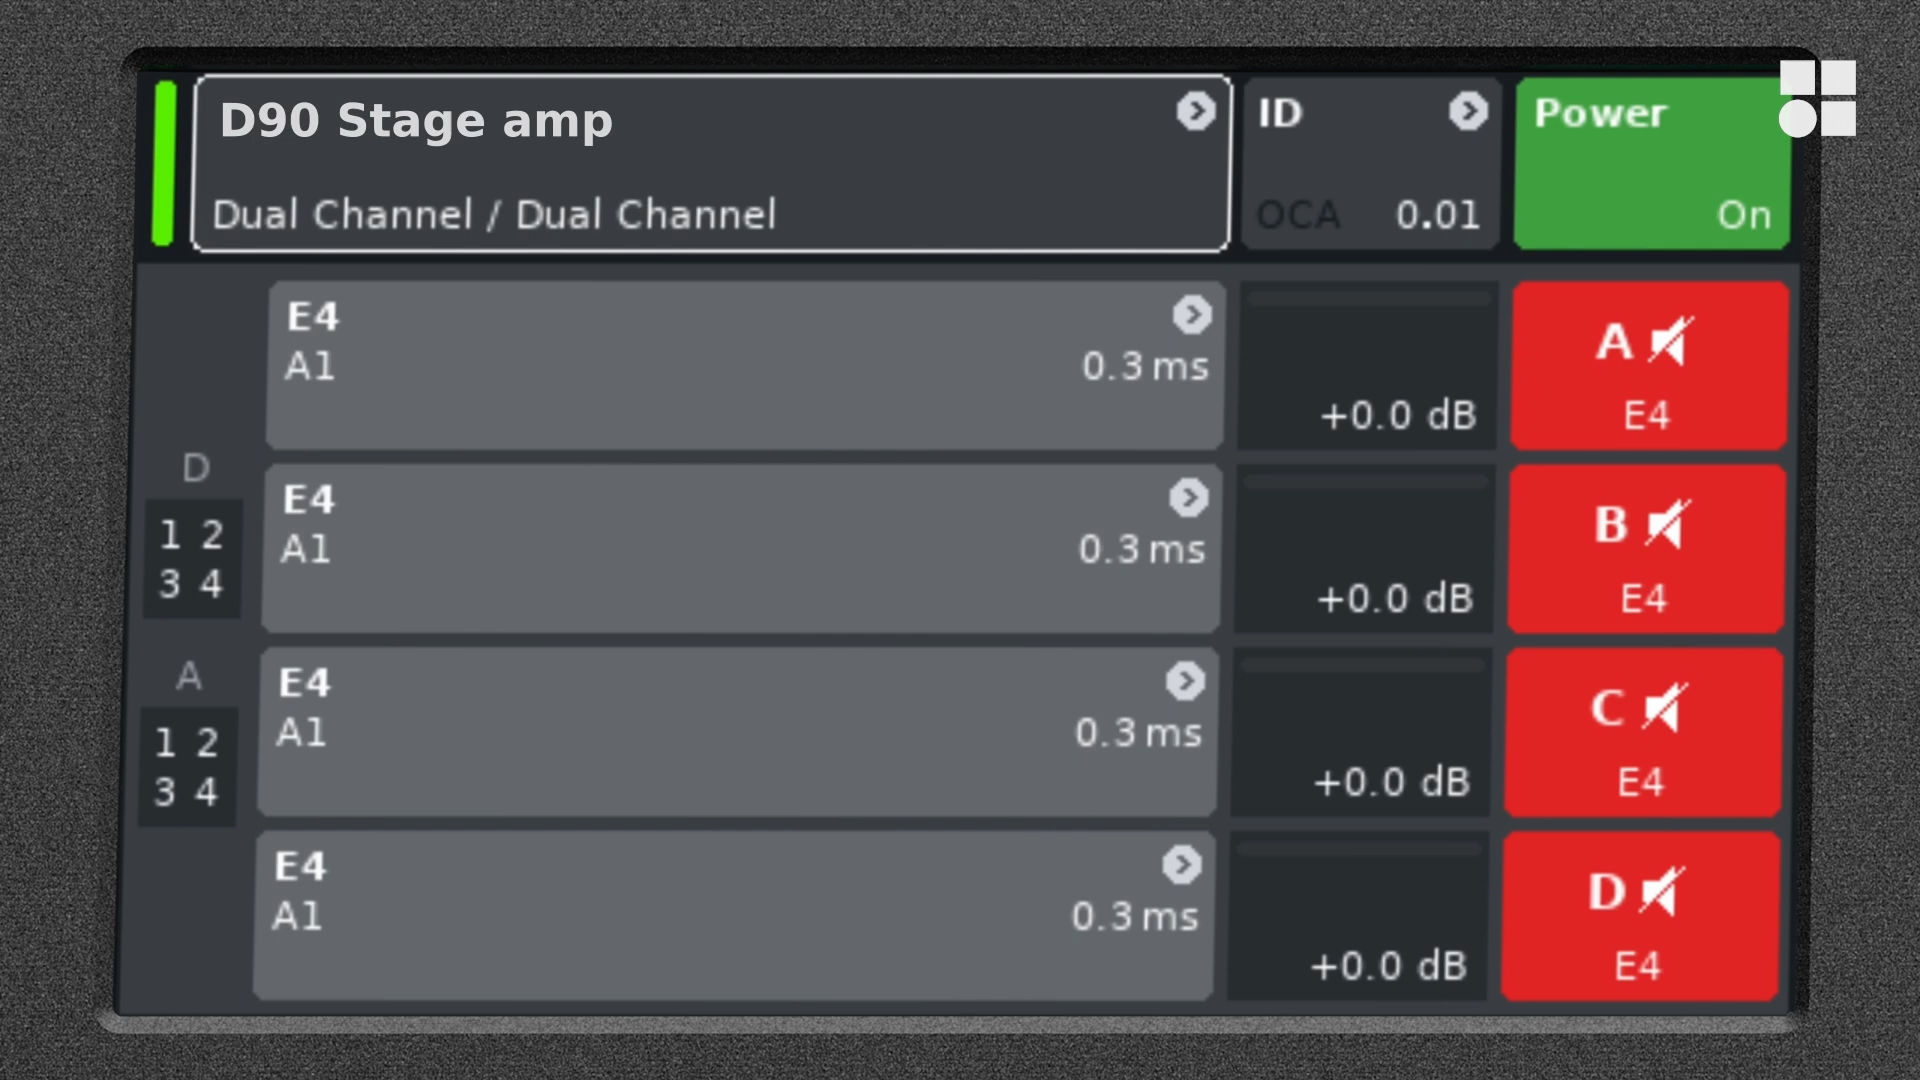 D90 Stage amp
Dual Channel / Dual Channel
ID
OCA 0.01
Power
On
E4
A1 0.3 ms
+0.0 dB
A
E4
D
1 2
3 4
E4
A1 0.3 ms
+0.0 dB
B
E4
A
1 2
3 4
E4
A1 0.3 ms
+0.0 dB
C
E4
E4
A1 0.3 ms
+0.0 dB
D
E4